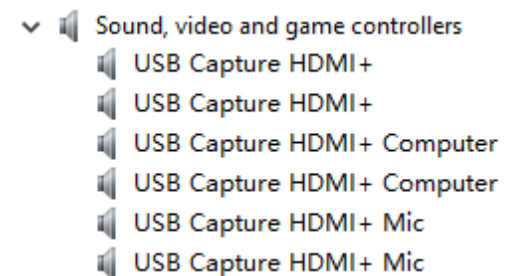 Sound, video and game controllers
USB Capture HDMI+
USB Capture HDMI+
USB Capture HDMI+ Computer
USB Capture HDMI+ Computer
USB Capture HDMI+ Mic
USB Capture HDMI+ Mic